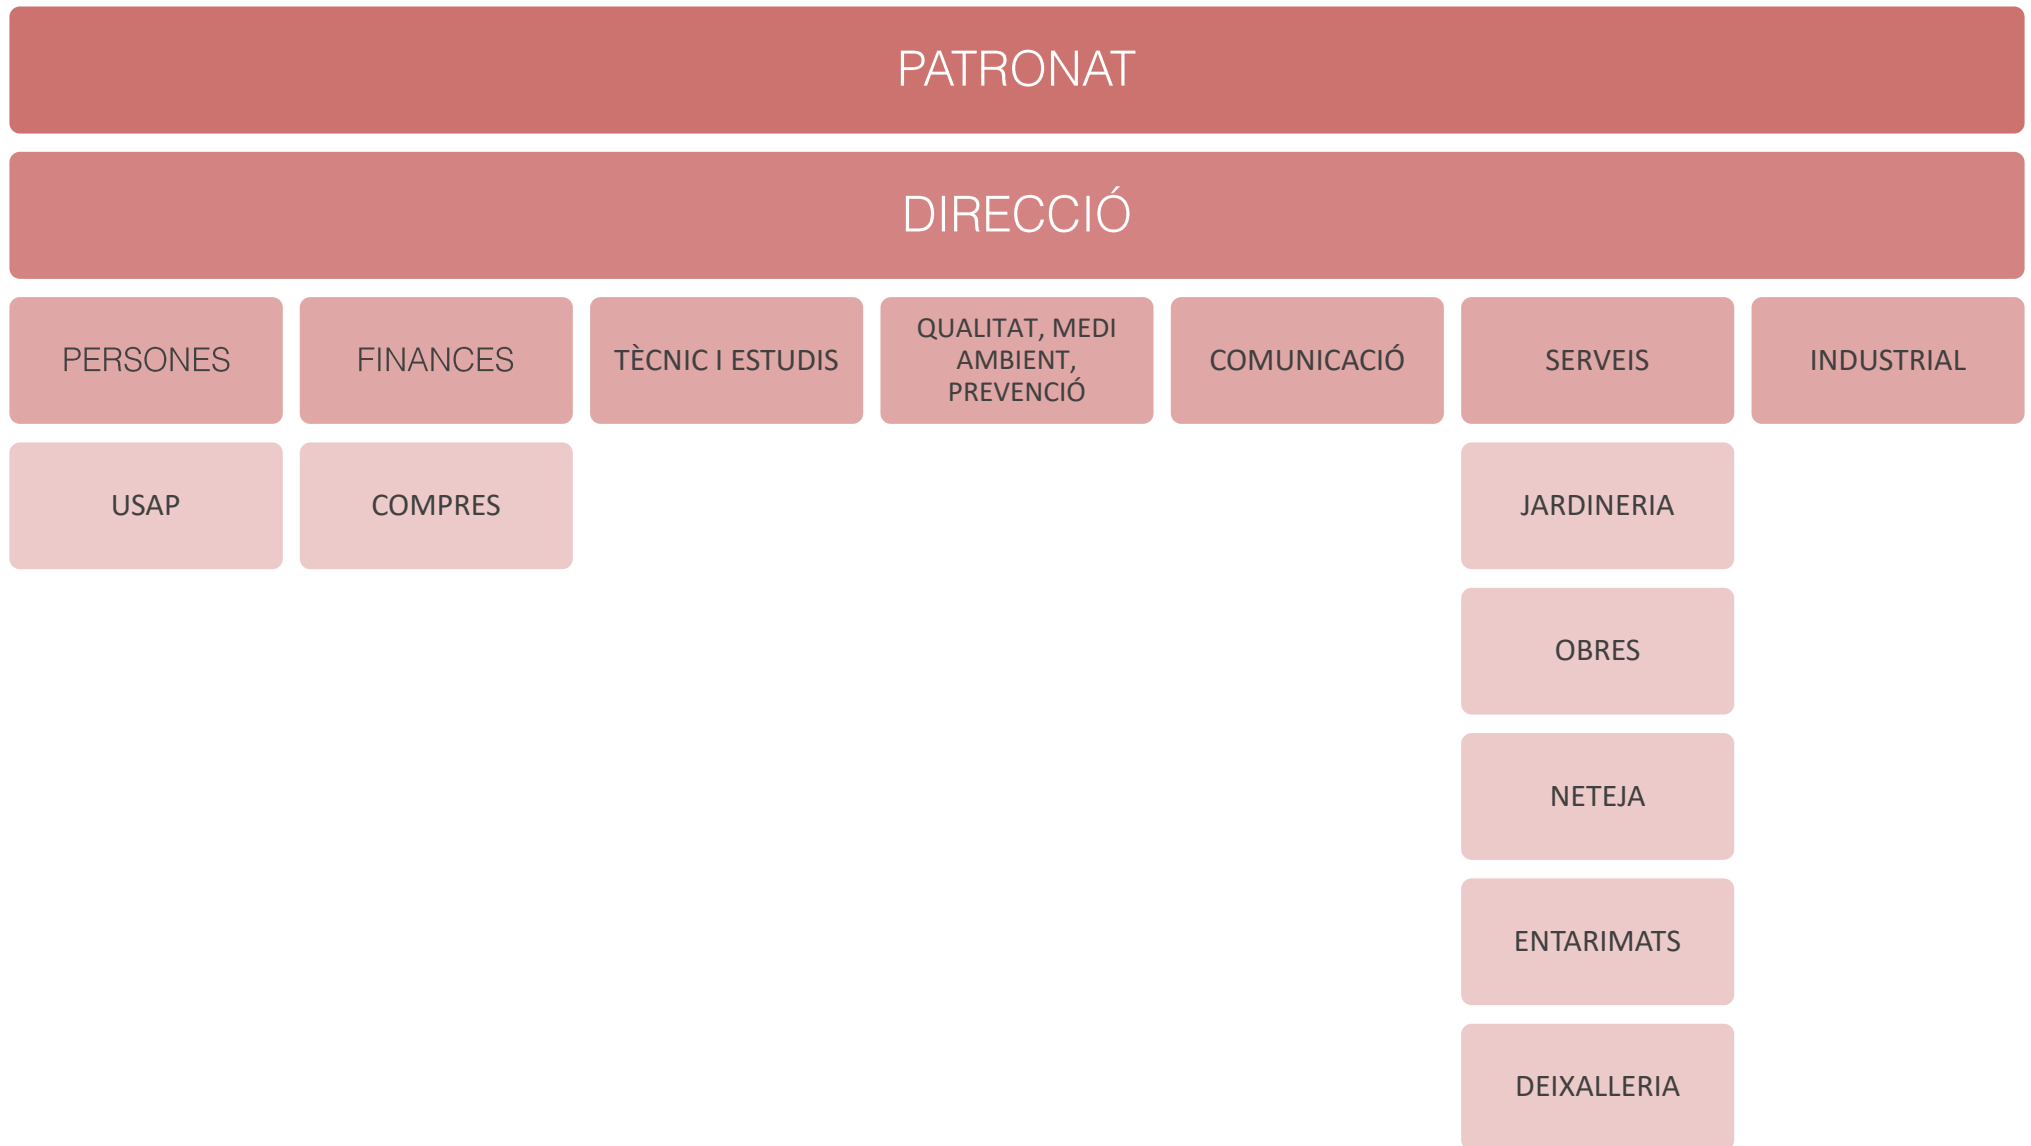 PATRONAT
DIRECCIÓ
PERSONES
FINANCES
TÈCNIC I ESTUDIS
QUALITAT, MEDI
AMBIENT,
PREVENCIÓ
COMUNICACIÓ
SERVEIS
INDUSTRIAL
USAP
COMPRES
JARDINERIA
OBRES
NETEJA
ENTARIMATS
DEIXALLERIA